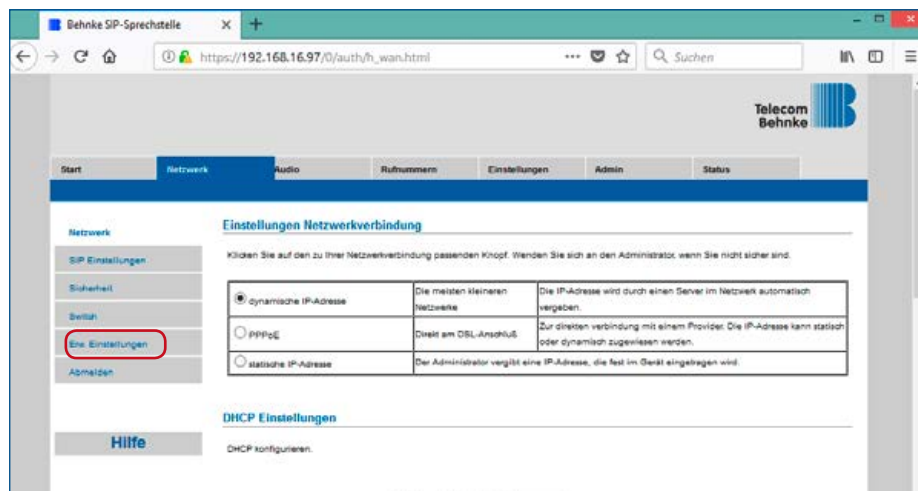 Behnke SIP-Sprechstelle
https://192.168.16.97/0/auth/h_wan.html
Suchen
Telecom
Behnke
Start Netzwerk Audio Rufnummern Einstellungen Admin Status
Netzwerk
SIP Einstellungen
Sicherheit
Switch
Erw. Einstellungen
Abmelden
Hilfe
Einstellungen Netzwerkverbindung
Klicken Sie auf den zu Ihrer Netzwerkverbindung passenden Knopf. Wenden Sie sich an den Administrator, wenn Sie nicht sicher sind.
dynamische IP-Adresse
Die meisten kleineren
Netzwerke
Die IP-Adresse wird durch einen Server im Netzwerk automatisch
vergeben.
PPPoE
Direkt am DSL-Anschluß
Zur direkten verbindung mit einem Provider. Die IP-Adresse kann statisch
oder dynamisch zugewiesen werden.
statische IP-Adresse
Der Administrator vergibt eine IP-Adresse, die fest im Gerät eingetragen wird.
DHCP Einstellungen
DHCP konfigurieren.